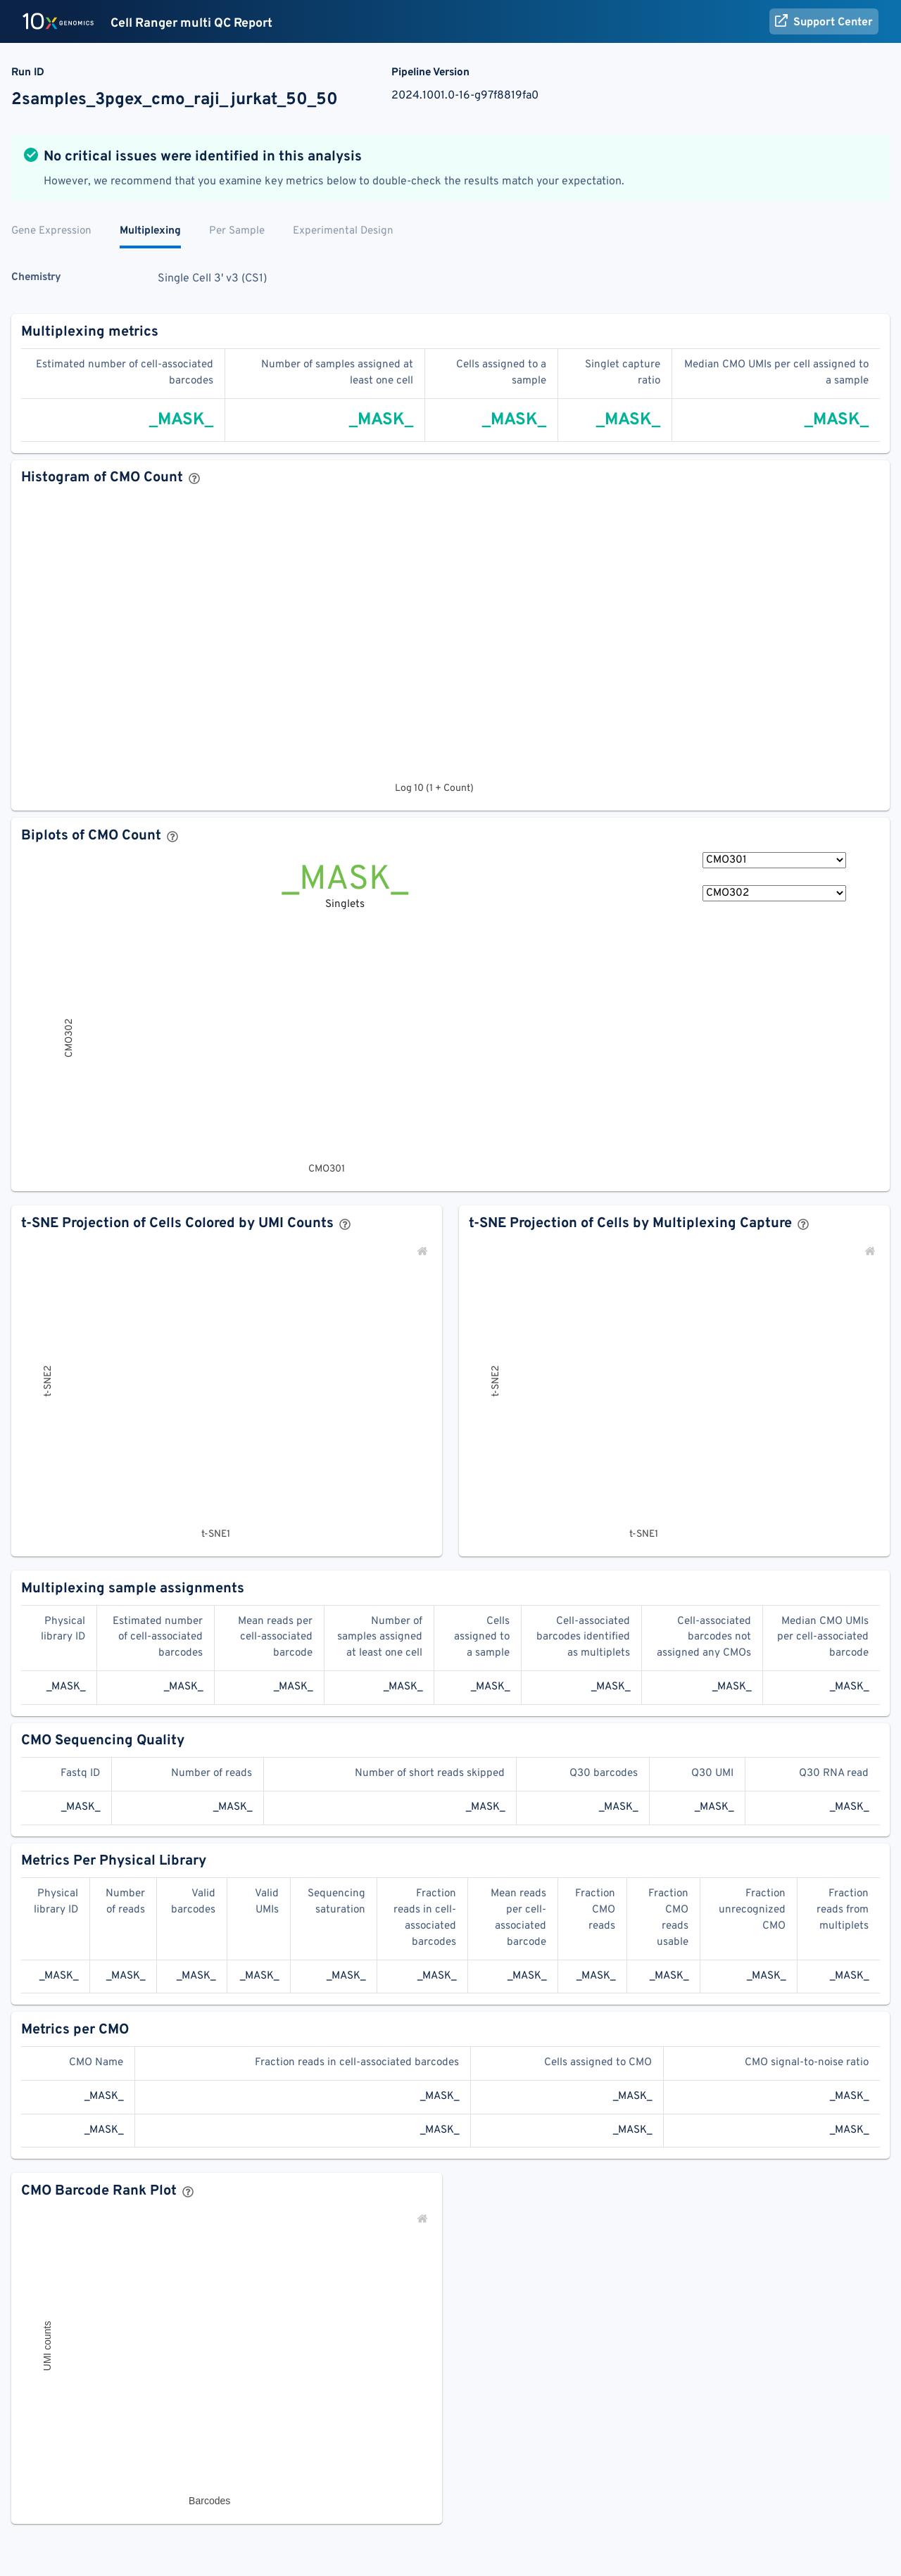 10x GENOMICS Cell Ranger multi QC Report Support Center
Run ID
2samples_3pgex_cmo_raji_jurkat_50_50
Pipeline Version
2024.1001.0-16-g97f8819fa0
No critical issues were identified in this analysis
However, we recommend that you examine key metrics below to double-check the results match your expectation.
Gene Expression Multiplexing Per Sample Experimental Design
Chemistry Single Cell 3' v3 (CS1)
Multiplexing metrics
Estimated number of cell-associated barcodes
Number of samples assigned at least one cell
Cells assigned to a sample
Singlet capture ratio
Median CMO UMIs per cell assigned to a sample
_MASK_ _MASK_ _MASK_ _MASK_ _MASK_
Histogram of CMO Count
Log 10 (1 + Count)
Biplots of CMO Count
_MASK_
Singlets
CMO301
CMO302
CMO302
CMO301
t-SNE Projection of Cells Colored by UMI Counts
t-SNE2
t-SNE1
t-SNE Projection of Cells by Multiplexing Capture
t-SNE2
t-SNE1
Multiplexing sample assignments
Physical library ID
Estimated number of cell-associated barcodes
Mean reads per cell-associated barcode
Number of samples assigned at least one cell
Cells assigned to a sample
Cell-associated barcodes identified as multiplets
Cell-associated barcodes not assigned any CMOs
Median CMO UMIs per cell-associated barcode
_MASK_ _MASK_ _MASK_ _MASK_ _MASK_ _MASK_ _MASK_ _MASK_
CMO Sequencing Quality
Fastq ID Number of reads Number of short reads skipped Q30 barcodes Q30 UMI Q30 RNA read
_MASK_ _MASK_ _MASK_ _MASK_ _MASK_ _MASK_
Metrics Per Physical Library
Physical library ID
Number of reads
Valid barcodes
Valid UMIs
Sequencing saturation
Fraction reads in cell-associated barcodes
Mean reads per cell-associated barcode
Fraction CMO reads
Fraction CMO reads usable
Fraction unrecognized CMO
Fraction reads from multiplets
_MASK_ _MASK_ _MASK_ _MASK_ _MASK_ _MASK_ _MASK_ _MASK_ _MASK_ _MASK_ _MASK_
Metrics per CMO
CMO Name Fraction reads in cell-associated barcodes Cells assigned to CMO CMO signal-to-noise ratio
_MASK_ _MASK_ _MASK_ _MASK_
_MASK_ _MASK_ _MASK_ _MASK_
CMO Barcode Rank Plot
UMI counts
Barcodes